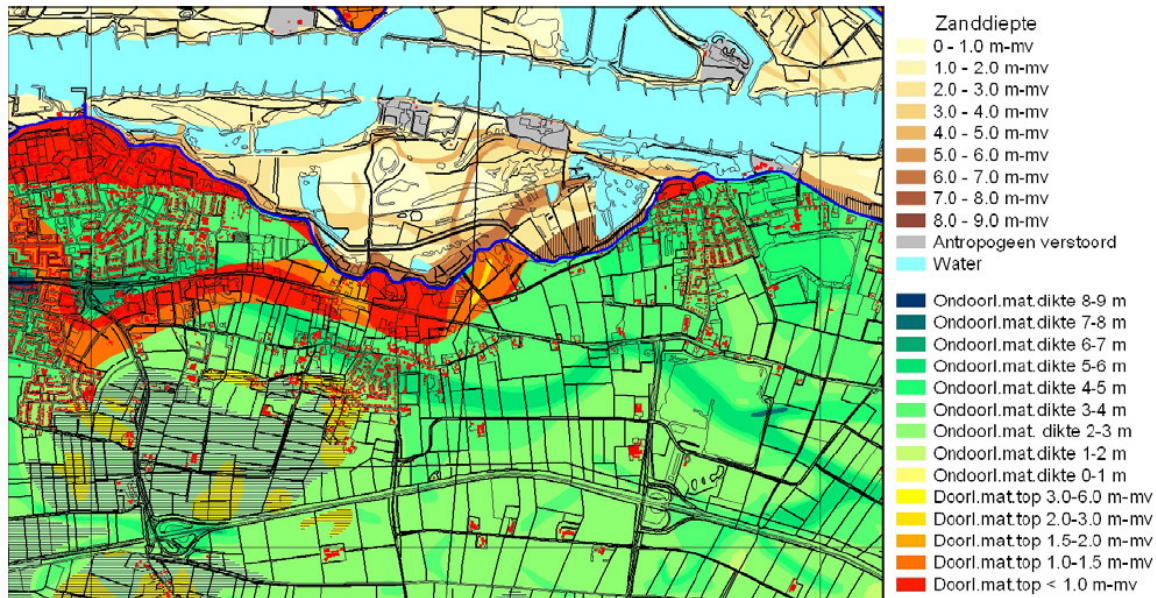 Zanddiepte
0 - 1.0 m-mv
1.0 - 2.0 m-mv
2.0 - 3.0 m-mv
3.0 - 4.0 m-mv
4.0 - 5.0 m-mv
5.0 - 6.0 m-mv
6.0 - 7.0 m-mv
7.0 - 8.0 m-mv
8.0 - 9.0 m-mv
Antropogeen verstoord
Water
Ondoorl.mat.dikte 8-9 m
Ondoorl.mat.dikte 7-8 m
Ondoorl.mat.dikte 6-7 m
Ondoorl.mat.dikte 5-6 m
Ondoorl.mat.dikte 4-5 m
Ondoorl.mat.dikte 3-4 m
Ondoorl.mat. dikte 2-3 m
Ondoorl.mat.dikte 1-2 m
Ondoorl.mat.dikte 0-1 m
Doorl.mat.top 3.0-6.0 m-mv
Doorl.mat.top 2.0-3.0 m-mv
Doorl.mat.top 1.5-2.0 m-mv
Doorl.mat.top 1.0-1.5 m-mv
Doorl.mat.top < 1.0 m-mv